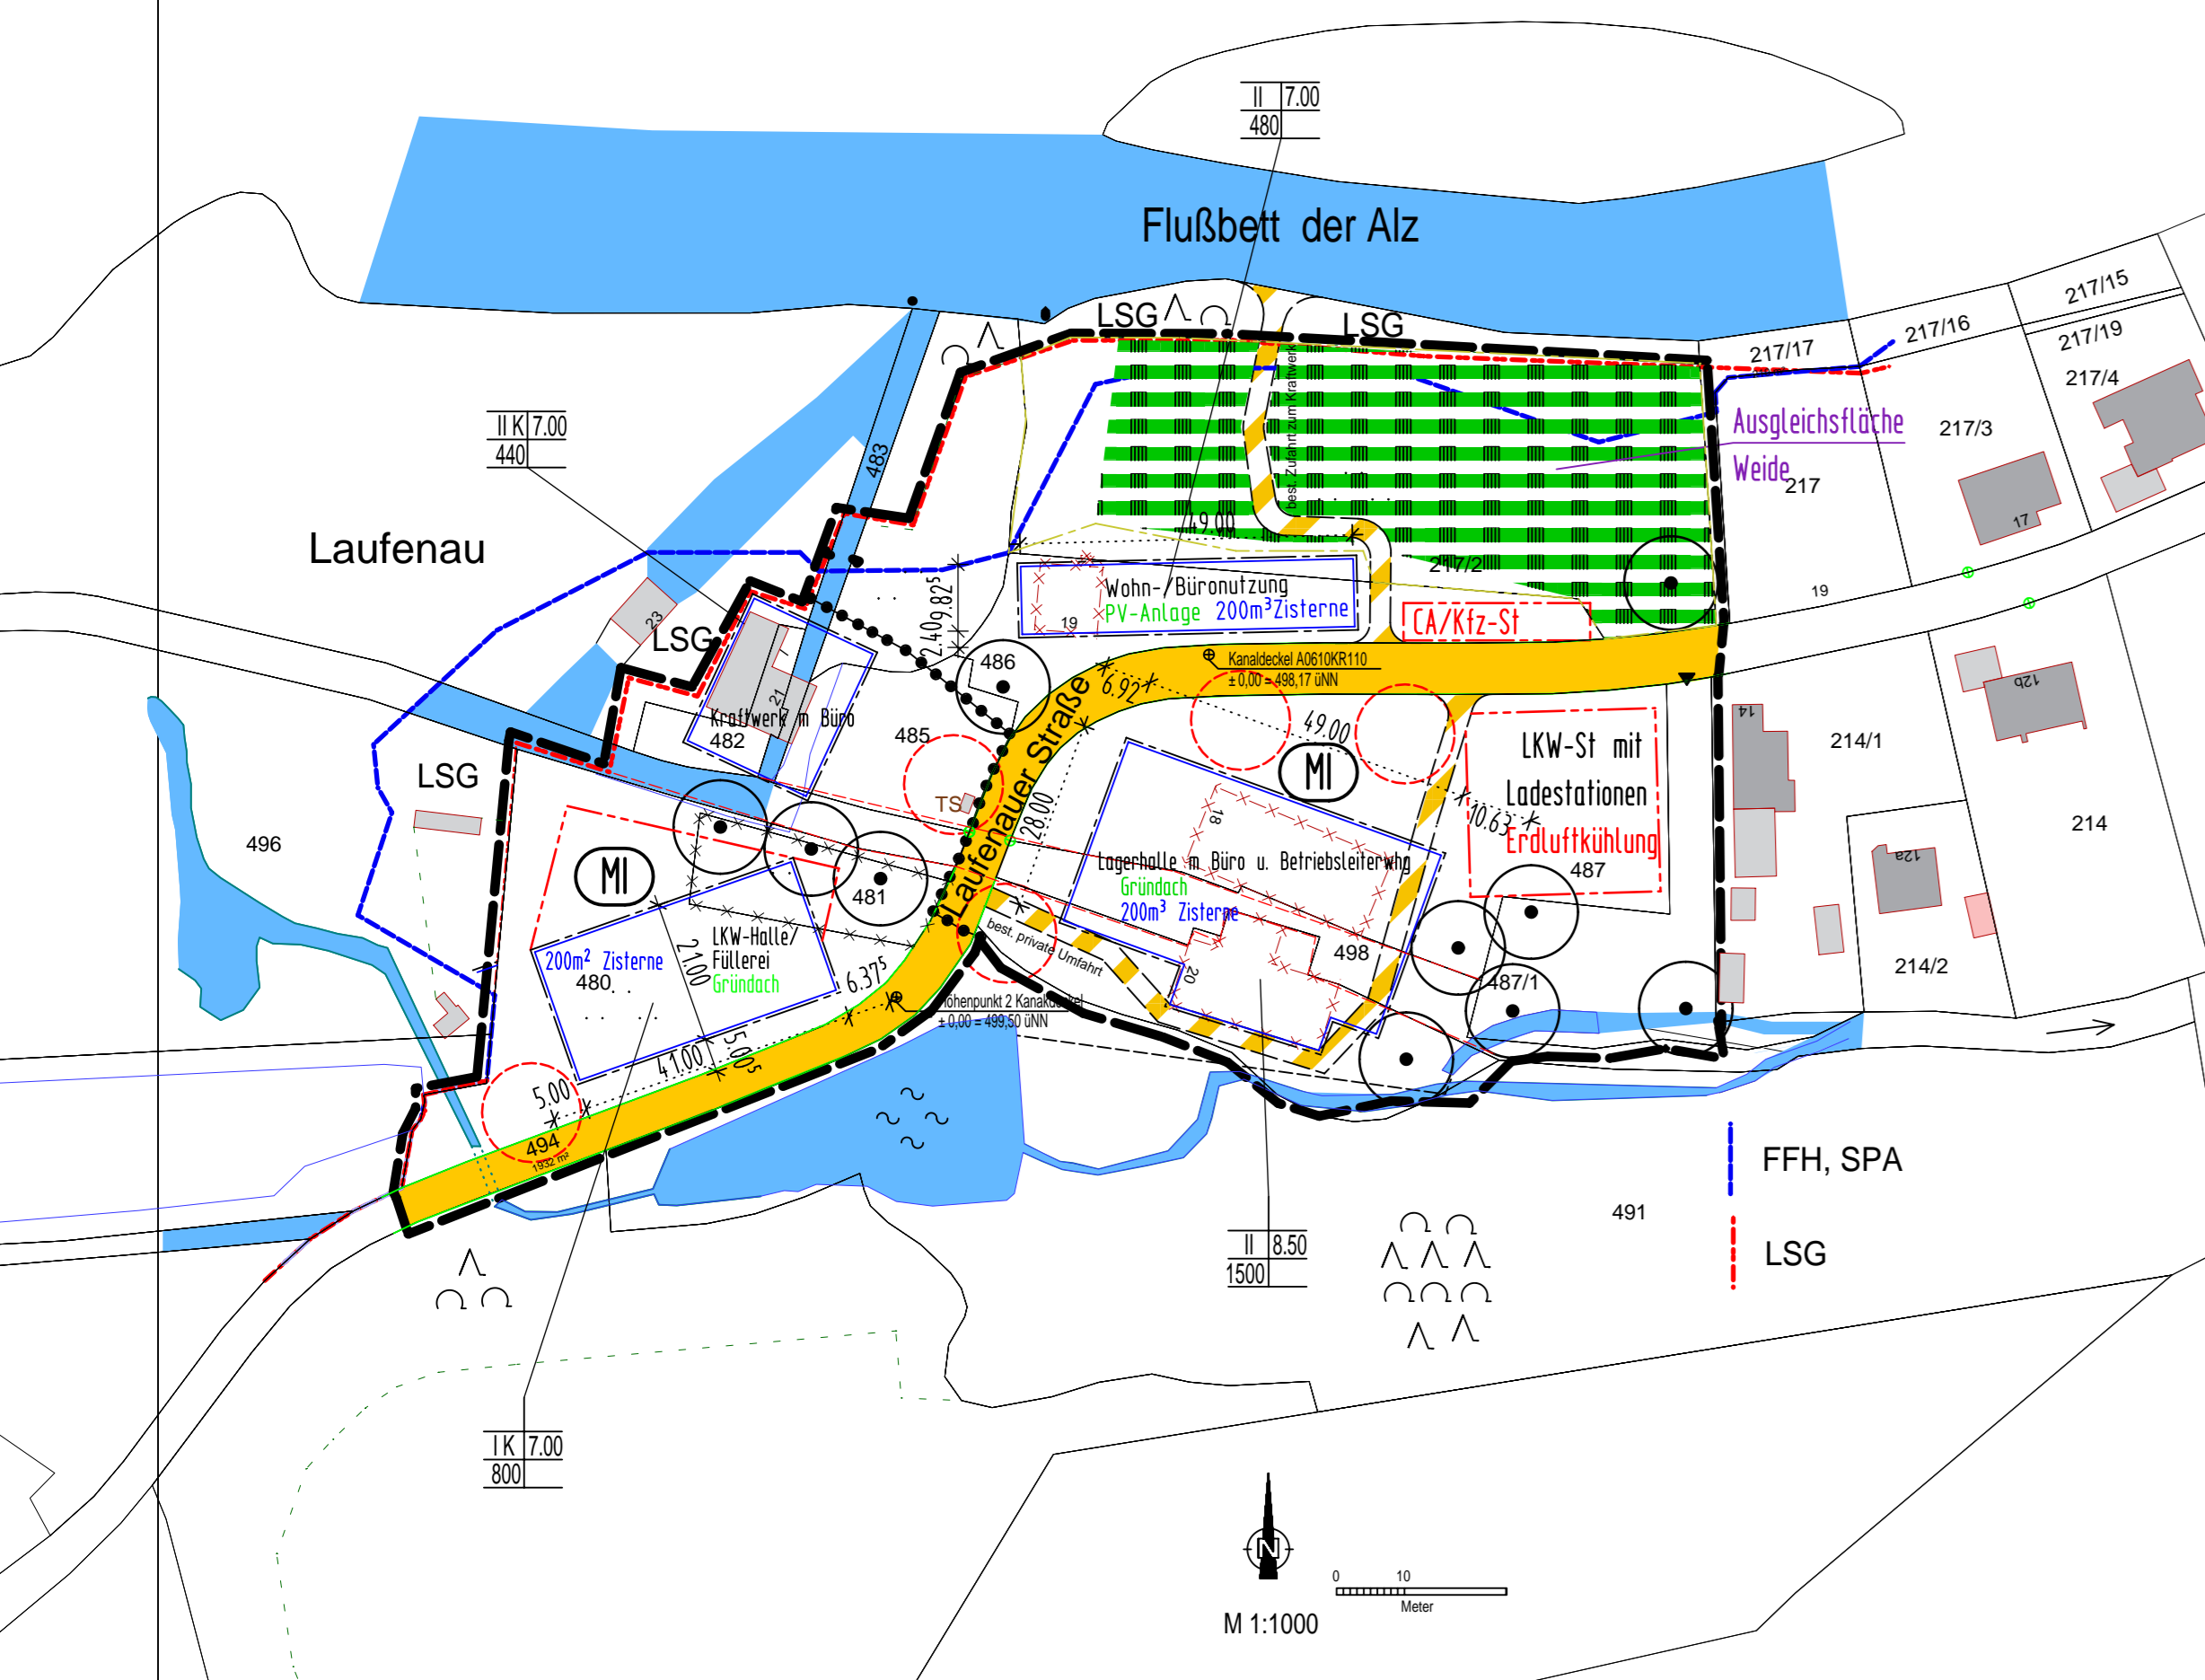 II 7.00
480
Flußbett der Alz
217/15
217/16
217/19
217/17
217/4
LSG
LSG
best. Zufahrt zum Kraftwerk
Ausgleichsfläche
Weide
217
217/3
17
II K 7.00
440
483
Laufenau
49.00
217/2
19
Wohn-/Büronutzung
PV-Anlage 200m³Zisterne
19
CA/Kfz-St
9.82⁵
2.40
23
LSG
486
Kanaldeckel A0610KR110
± 0,00 = 498,17 üNN
6.92
12b
21
Kraftwerk m Büro
482
485
Laufenauer Straße
49.00
MI
LKW-St mit
Ladestationen
Erdluftkühlung
487
14
214/1
LSG
TS
28.00
10.63
18
496
214
MI
481
Lagerhalle m. Büro u. Betriebsleiterwhg
Gründach
200m³ Zisterne
12a
LKW-Halle/
Füllerei
Gründach
200m² Zisterne
480
21.00
best. private Umfahrt
498
20
214/2
487/1
6.37⁵
Höhenpunkt 2 Kanaldeckel
± 0,00 = 499,50 üNN
41.00
5.00⁵
5.00
494
1932 m²
FFH, SPA
491
II 8.50
1500
LSG
I K 7.00
800
N
0 10
Meter
M 1:1000